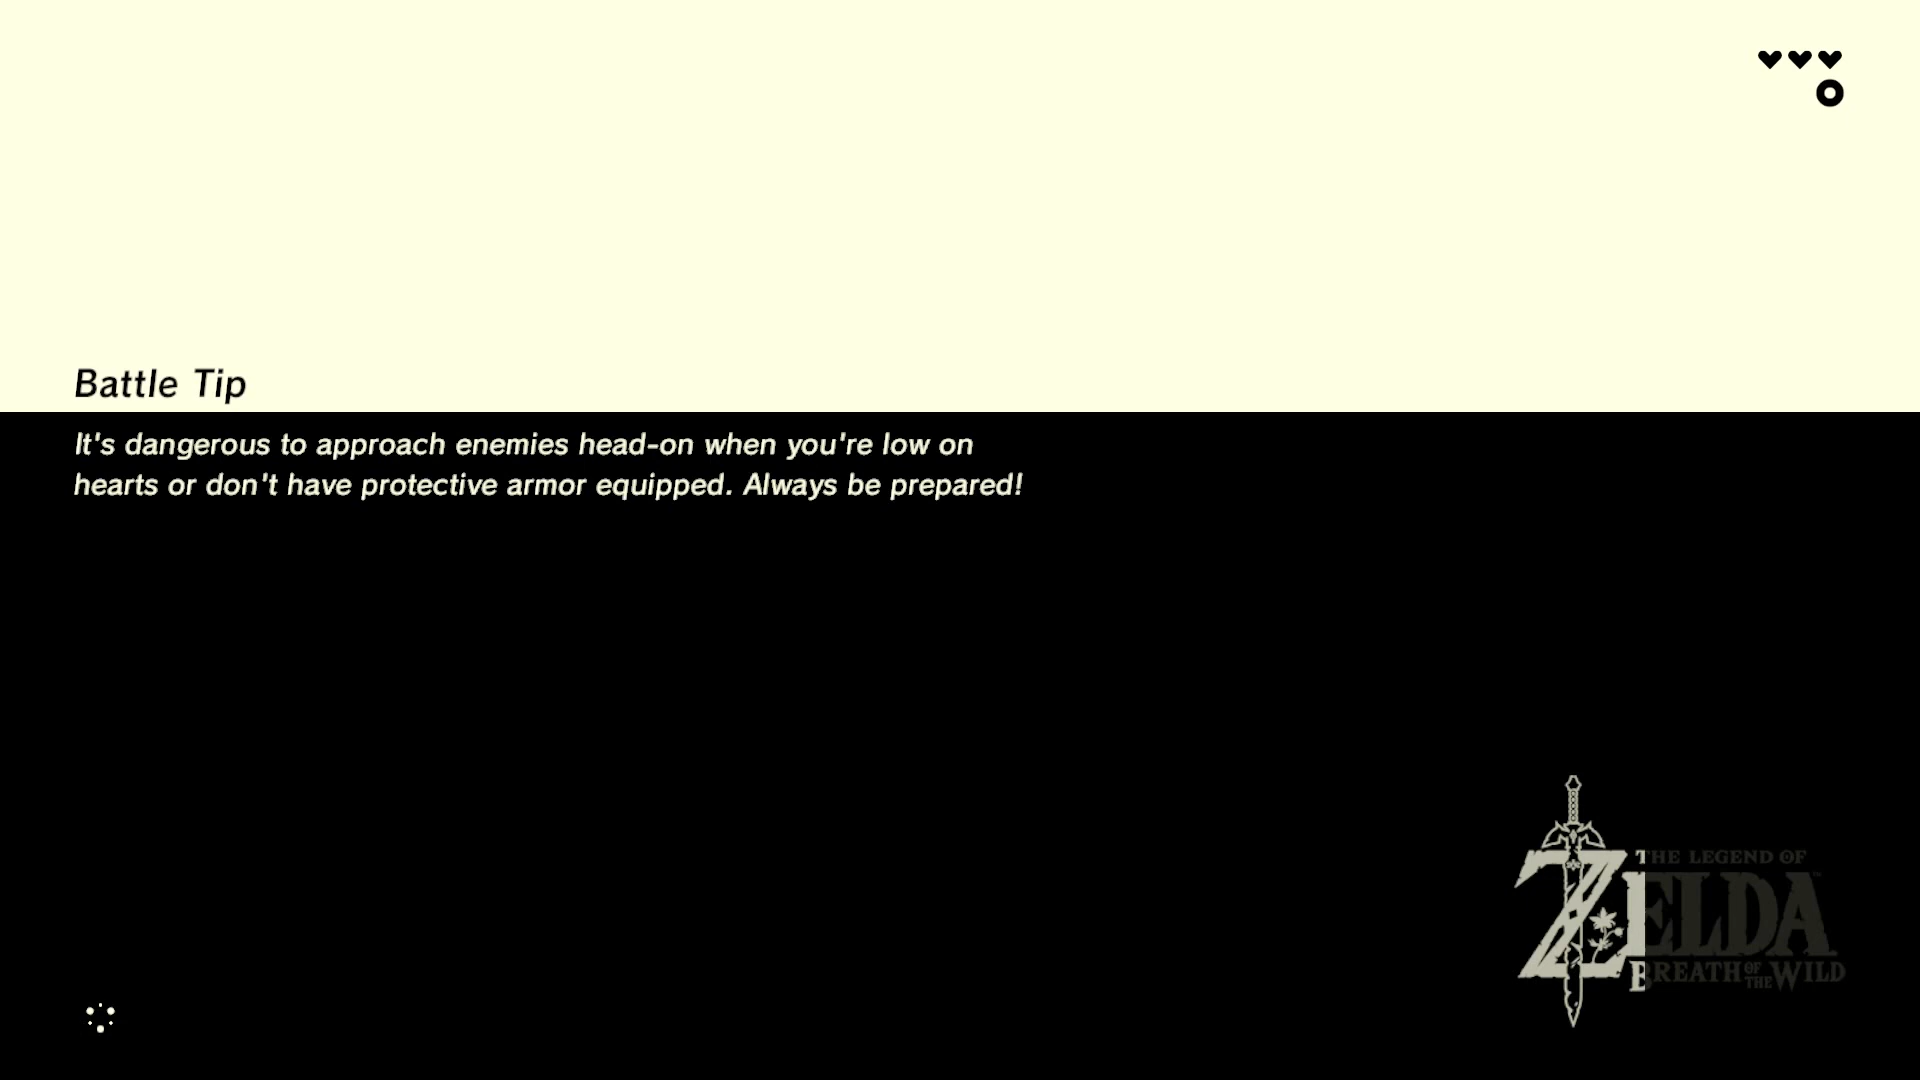 Battle Tip
It's dangerous to approach enemies head-on when you're low on
hearts or don't have protective armor equipped. Always be prepared!
THE LEGEND OF
ZELDA™
BREATH OF THE WILD